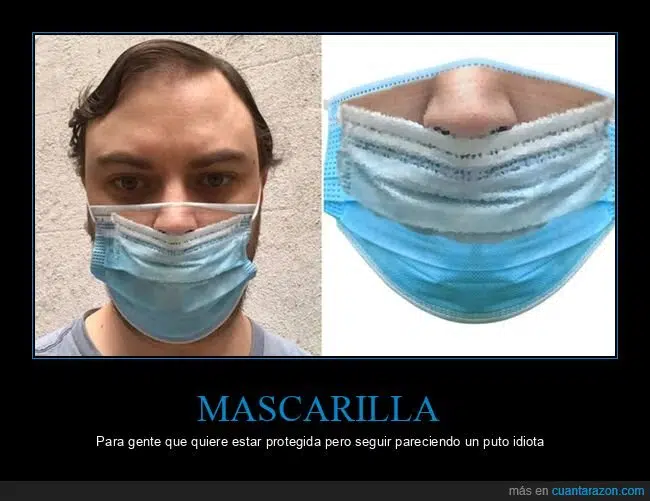 MASCARILLA
Para gente que quiere estar protegida pero seguir pareciendo un puto idiota
más en cuantarazon.com